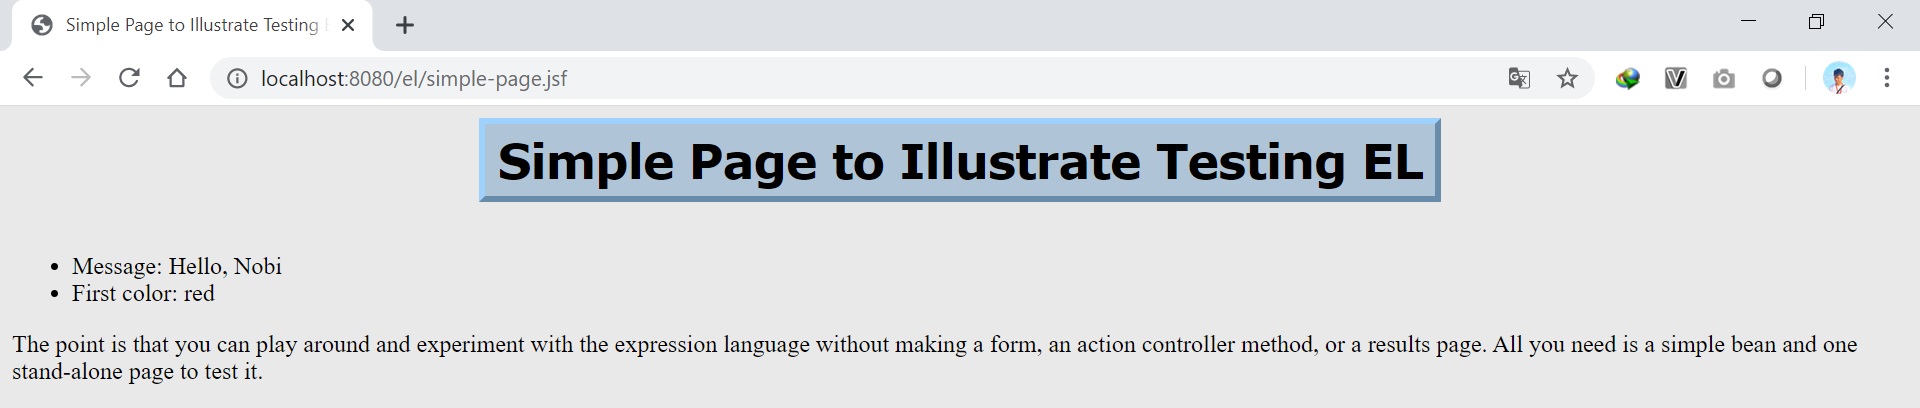 Simple Page to Illustrate Testing
localhost:8080/el/simple-page.jsf
Simple Page to Illustrate Testing EL
• Message: Hello, Nobi
• First color: red
The point is that you can play around and experiment with the expression language without making a form, an action controller method, or a results page. All you need is a simple bean and one
stand-alone page to test it.